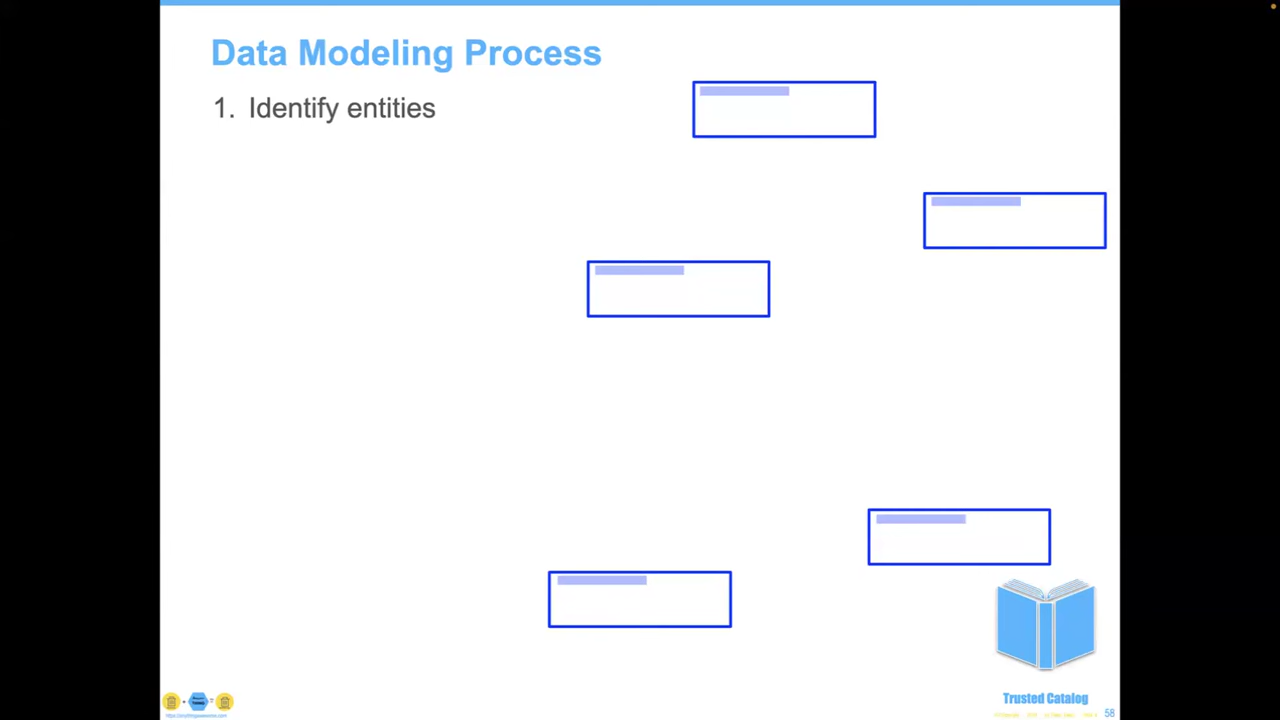 Data Modeling Process
1. Identify entities
Trusted Catalog
58